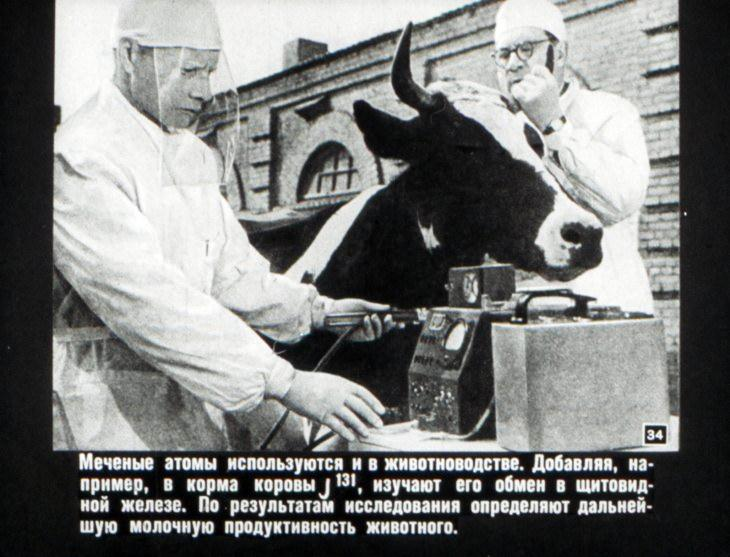 34
Меченые атомы используются и в животноводстве. Добавляя, на-
пример, в корма коровы J¹³¹, изучают его обмен в щитовид-
ной железе. По результатам исследования определяют дальней-
шую молочную продуктивность животного.